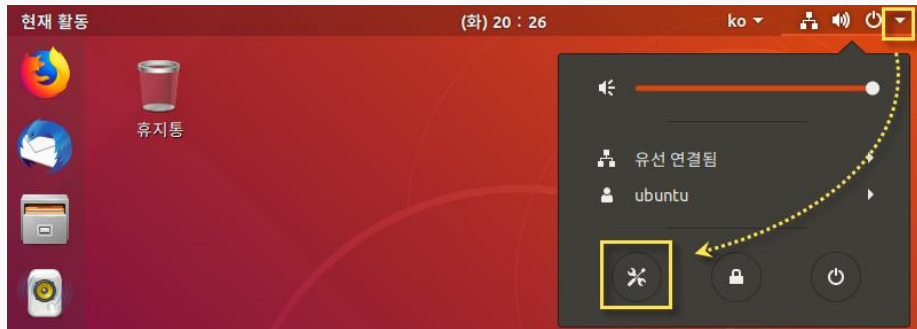 현재 활동
(화) 20 : 26
ko
휴지통
유선 연결됨
ubuntu